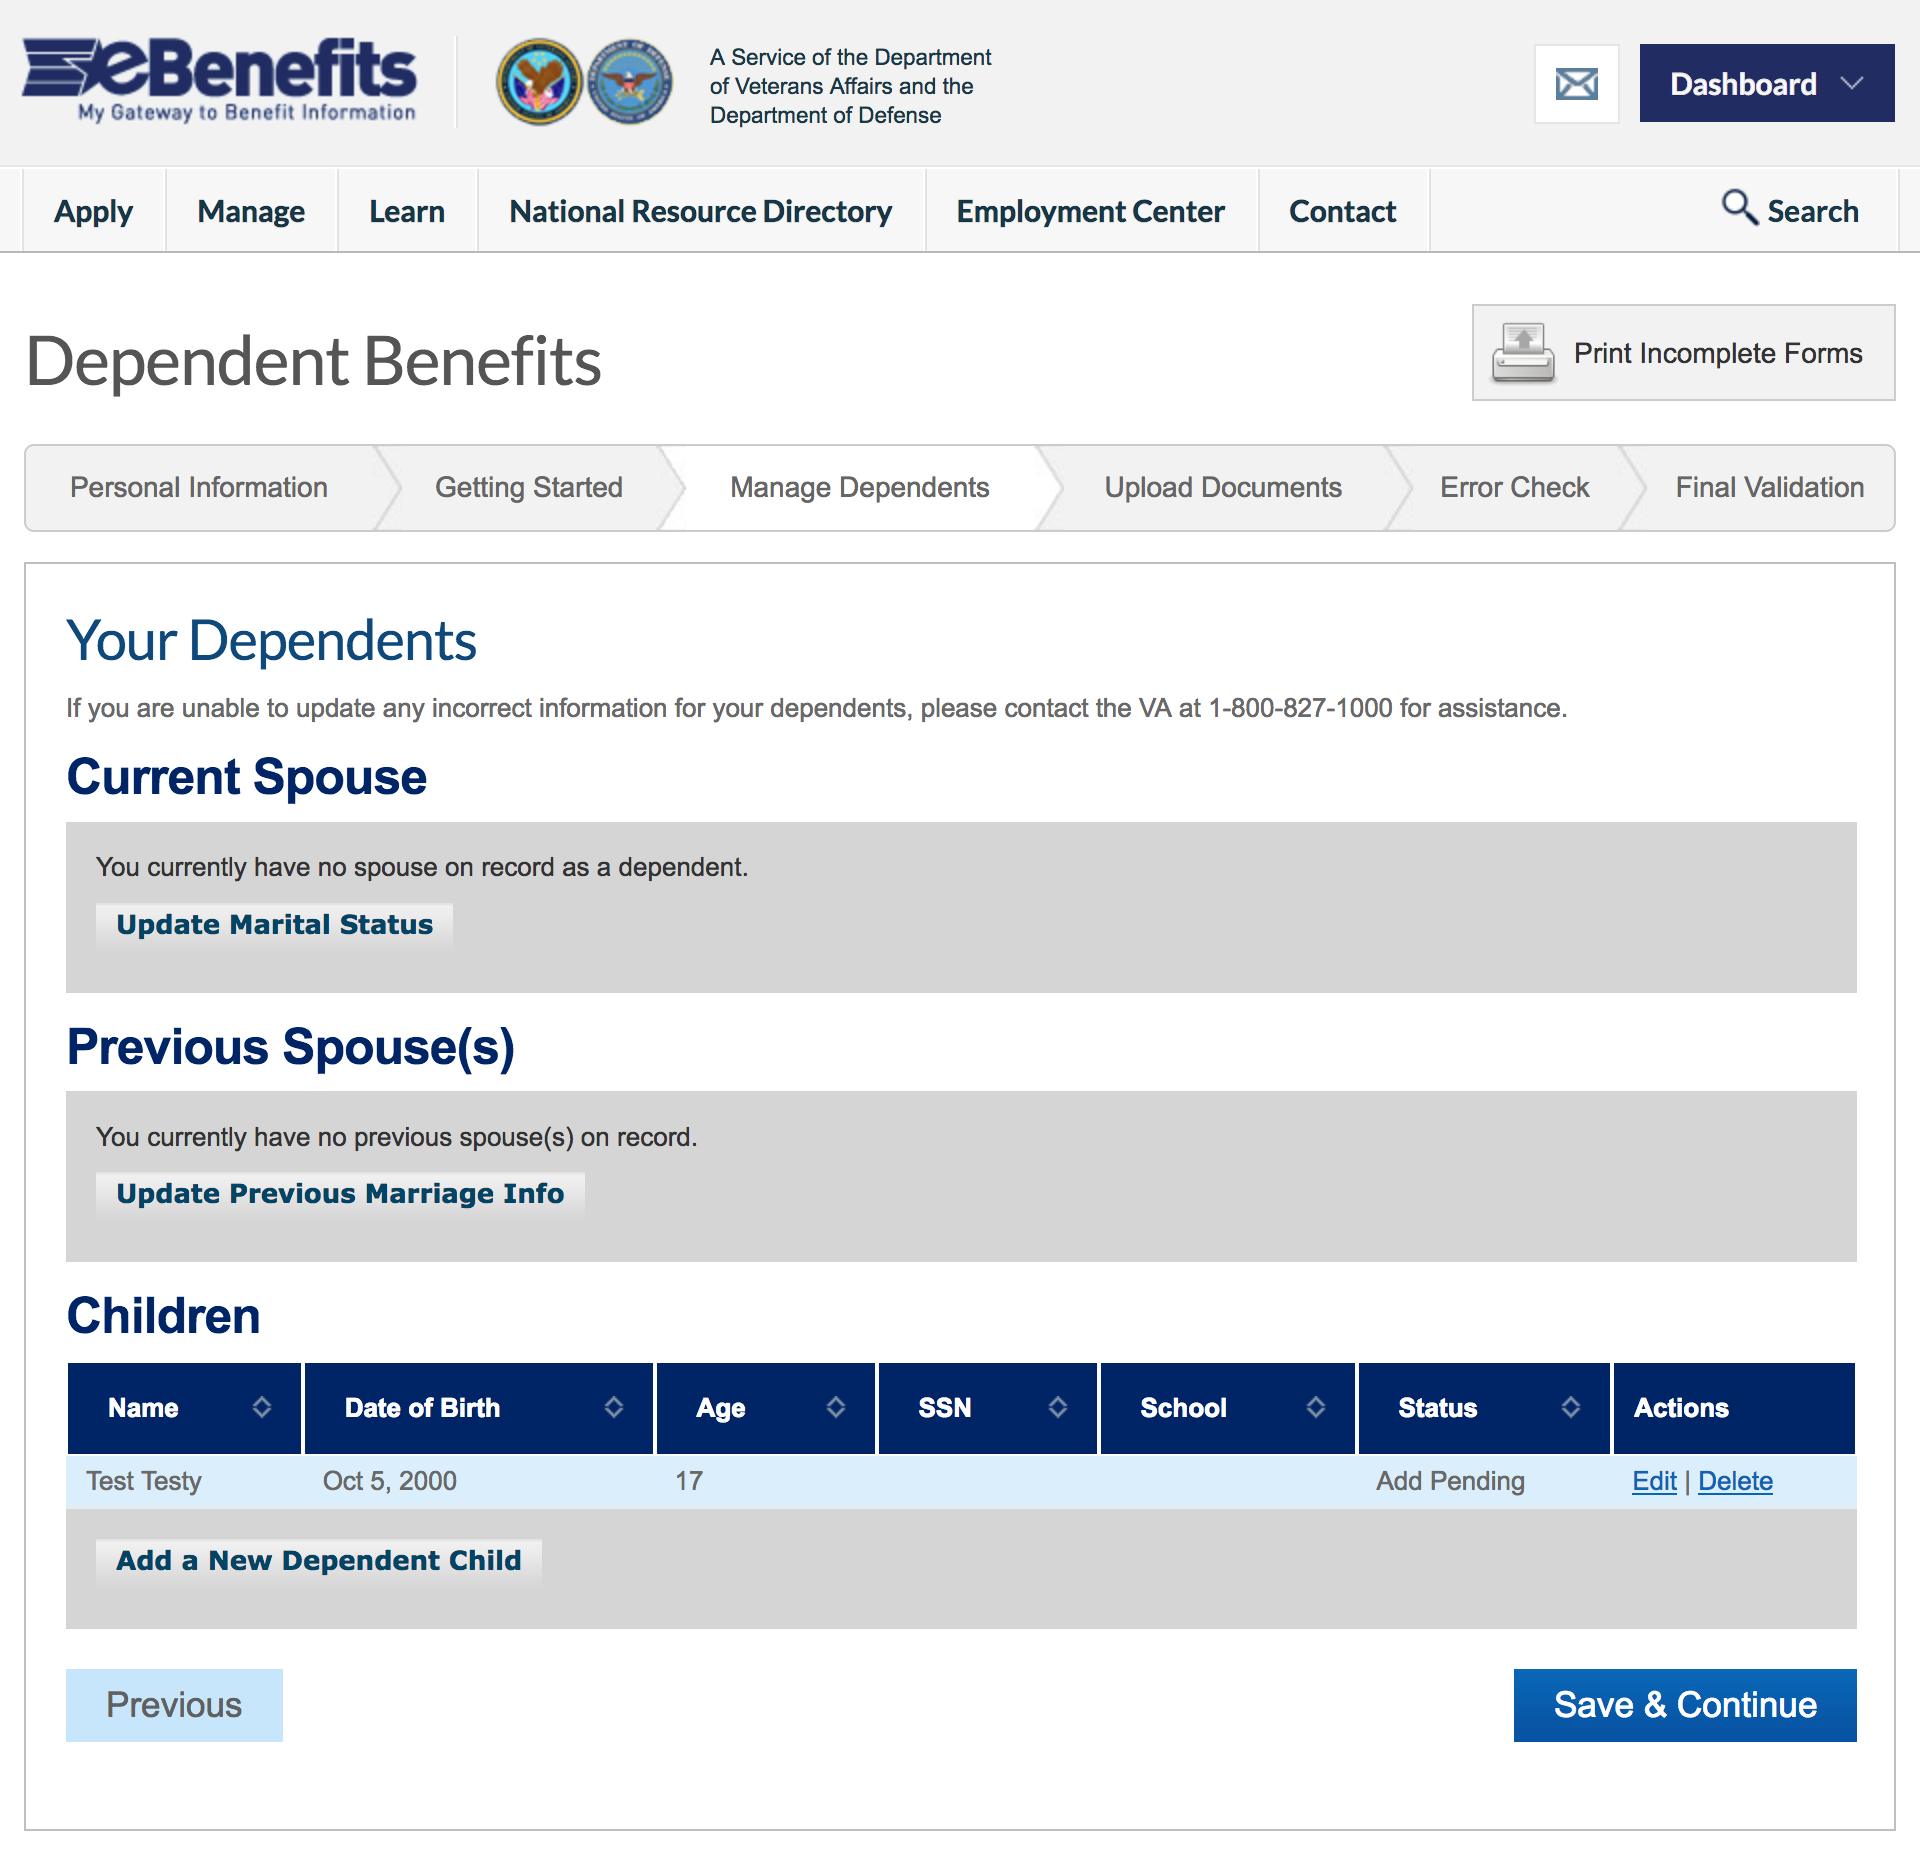 eBenefits
My Gateway to Benefit Information
A Service of the Department
of Veterans Affairs and the
Department of Defense
Dashboard
Apply
Manage
Learn
National Resource Directory
Employment Center
Contact
Search
Dependent Benefits
Print Incomplete Forms
Personal Information
Getting Started
Manage Dependents
Upload Documents
Error Check
Final Validation
Your Dependents
If you are unable to update any incorrect information for your dependents, please contact the VA at 1-800-827-1000 for assistance.
Current Spouse
You currently have no spouse on record as a dependent.
Update Marital Status
Previous Spouse(s)
You currently have no previous spouse(s) on record.
Update Previous Marriage Info
Children
Name Date of Birth Age SSN School Status Actions
Test Testy Oct 5, 2000 17 Add Pending Edit | Delete
Add a New Dependent Child
Previous
Save & Continue